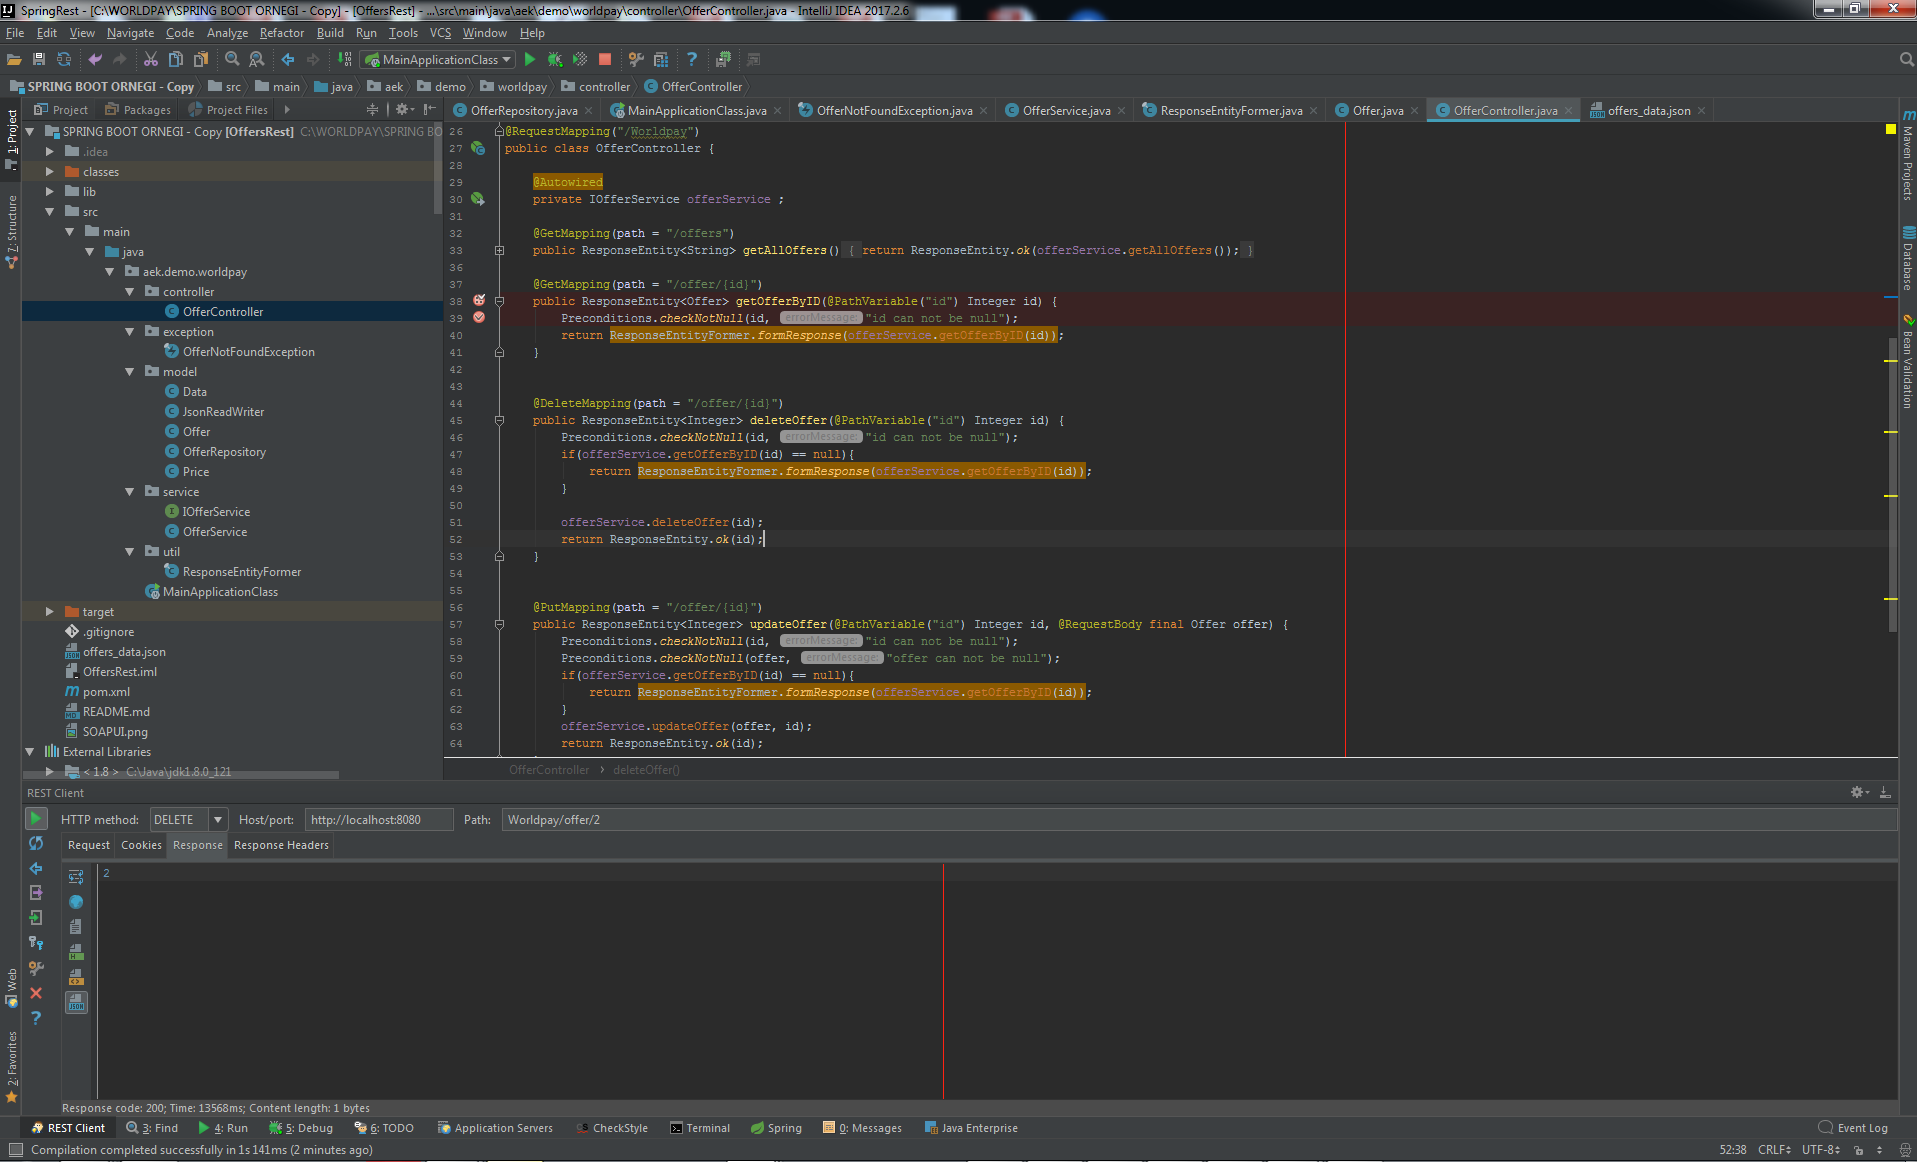 SpringRest - [C:\WORLDPAY\SPRING BOOT ORNEGI - Copy] - [OffersRest] - ...\src\main\java\aek\demo\worldpay\controller\OfferController.java - IntelliJ IDEA 2017.2.6
File Edit View Navigate Code Analyze Refactor Build Run Tools VCS Window Help
MainApplicationClass
SPRING BOOT ORNEGI - Copy src main java aek demo worldpay controller OfferController
Project Packages Project Files
OfferRepository.java MainApplicationClass.java OfferNotFoundException.java OfferService.java ResponseEntityFormer.java Offer.java OfferController.java offers_data.json
1: Project
7: Structure
Web
2: Favorites
SPRING BOOT ORNEGI - Copy [OffersRest] C:\WORLDPAY\SPRING BO
.idea
classes
lib
src
main
java
aek.demo.worldpay
controller
OfferController
exception
OfferNotFoundException
model
Data
JsonReadWriter
Offer
OfferRepository
Price
service
IOfferService
OfferService
util
ResponseEntityFormer
MainApplicationClass
target
.gitignore
offers_data.json
OffersRest.iml
pom.xml
README.md
SOAPUI.png
External Libraries
< 1.8 > C:\Java\jdk1.8.0_121
26 @RequestMapping("/Worldpay")
27 public class OfferController {
28
29 @Autowired
30 private IOfferService offerService ;
31
32 @GetMapping(path = "/offers")
33 public ResponseEntity<String> getAllOffers() { return ResponseEntity.ok(offerService.getAllOffers()); }
36
37 @GetMapping(path = "/offer/{id}")
38 public ResponseEntity<Offer> getOfferByID(@PathVariable("id") Integer id) {
39 Preconditions.checkNotNull(id, errorMessage: "id can not be null");
40 return ResponseEntityFormer.formResponse(offerService.getOfferByID(id));
41 }
42
43
44 @DeleteMapping(path = "/offer/{id}")
45 public ResponseEntity<Integer> deleteOffer(@PathVariable("id") Integer id) {
46 Preconditions.checkNotNull(id, errorMessage: "id can not be null");
47 if(offerService.getOfferByID(id) == null){
48 return ResponseEntityFormer.formResponse(offerService.getOfferByID(id));
49 }
50
51 offerService.deleteOffer(id);
52 return ResponseEntity.ok(id);
53 }
54
55
56 @PutMapping(path = "/offer/{id}")
57 public ResponseEntity<Integer> updateOffer(@PathVariable("id") Integer id, @RequestBody final Offer offer) {
58 Preconditions.checkNotNull(id, errorMessage: "id can not be null");
59 Preconditions.checkNotNull(offer, errorMessage: "offer can not be null");
60 if(offerService.getOfferByID(id) == null){
61 return ResponseEntityFormer.formResponse(offerService.getOfferByID(id));
62 }
63 offerService.updateOffer(offer, id);
64 return ResponseEntity.ok(id);
OfferController › deleteOffer()
Maven Projects
Database
Bean Validation
REST Client
HTTP method: DELETE Host/port: http://localhost:8080 Path: Worldpay/offer/2
Request Cookies Response Response Headers
2
Response code: 200; Time: 13568ms; Content length: 1 bytes
REST Client 3: Find 4: Run 5: Debug 6: TODO Application Servers CheckStyle Terminal Spring 0: Messages Java Enterprise Event Log
Compilation completed successfully in 1s 141ms (2 minutes ago) 52:38 CRLF UTF-8